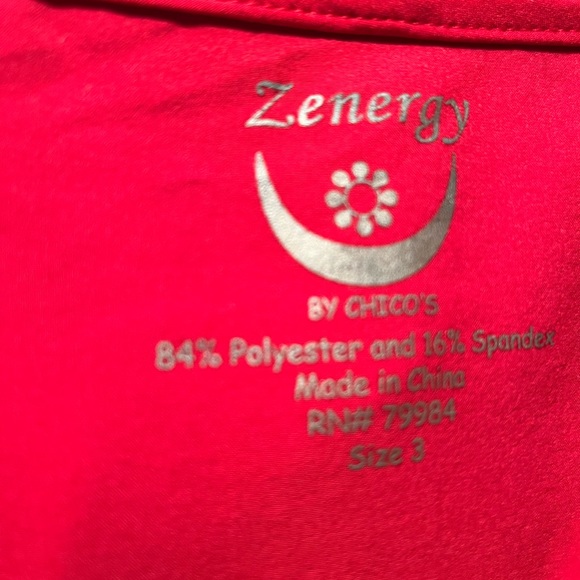 Zenergy
BY CHICO'S
84% Polyester and 16% Spandex
Made in China
RN# 79984
Size 3